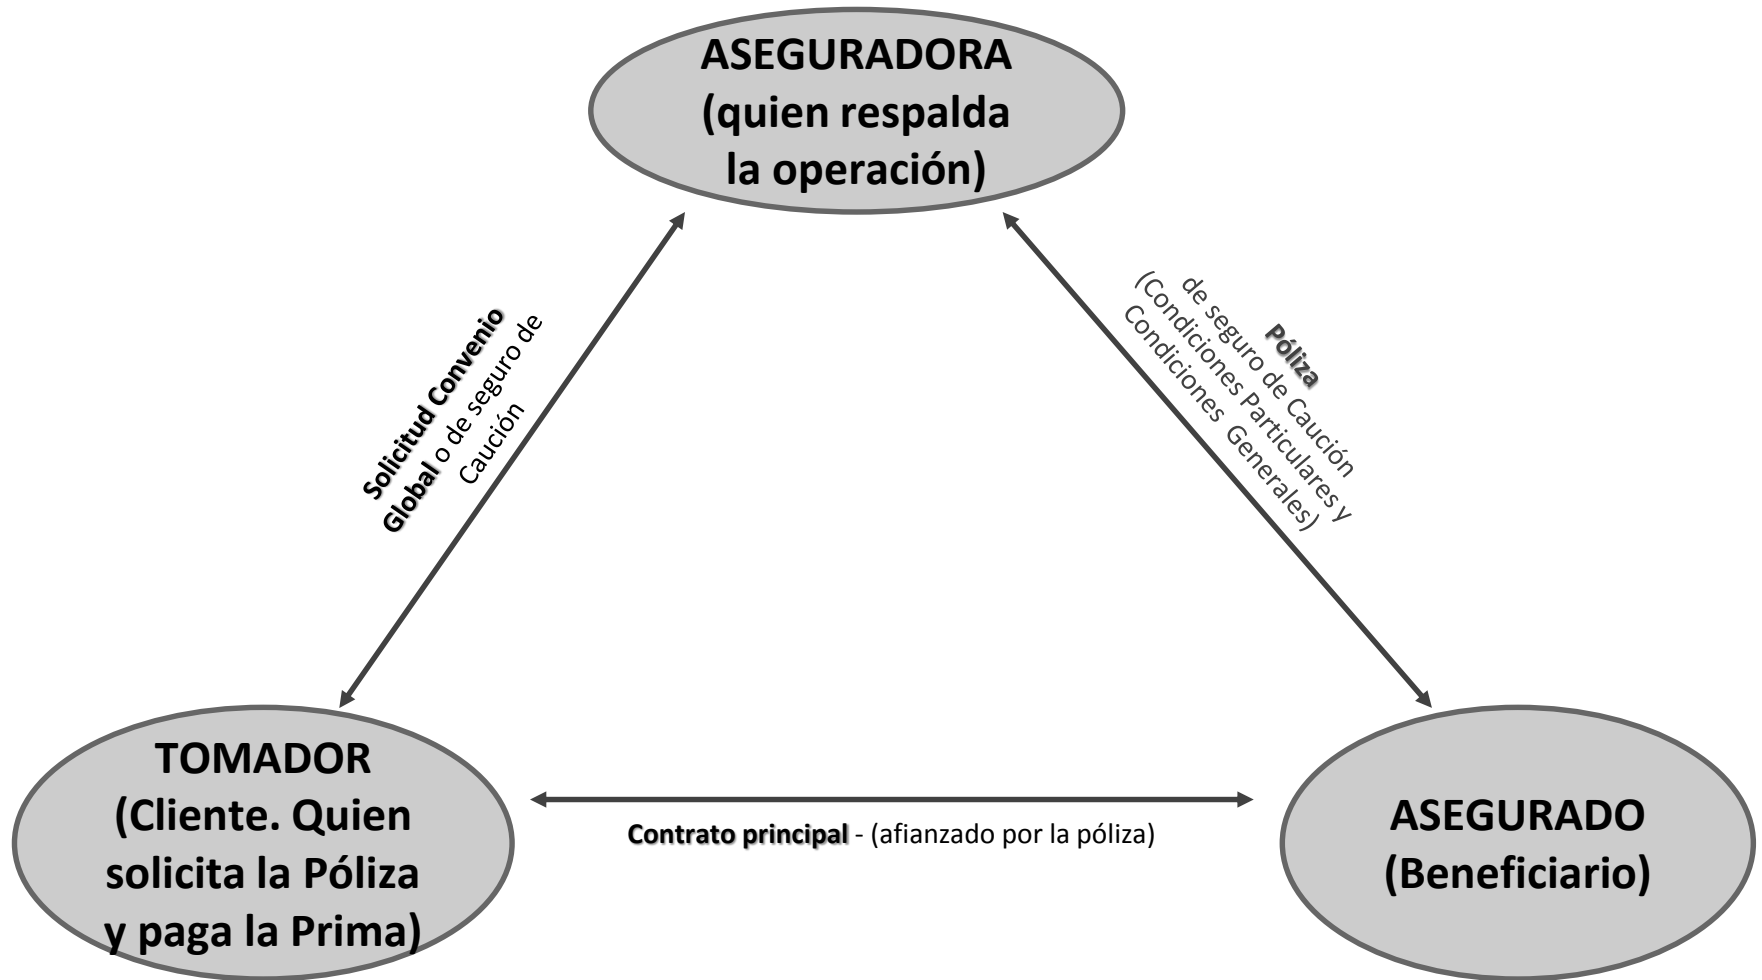 ASEGURADORA
(quien respalda
la operación)
Solicitud Convenio
Global o de seguro de
Caución
Póliza
de seguro de Caución
(Condiciones Particulares y
Condiciones Generales)
TOMADOR
(Cliente. Quien
solicita la Póliza
y paga la Prima)
Contrato principal - (afianzado por la póliza)
ASEGURADO
(Beneficiario)